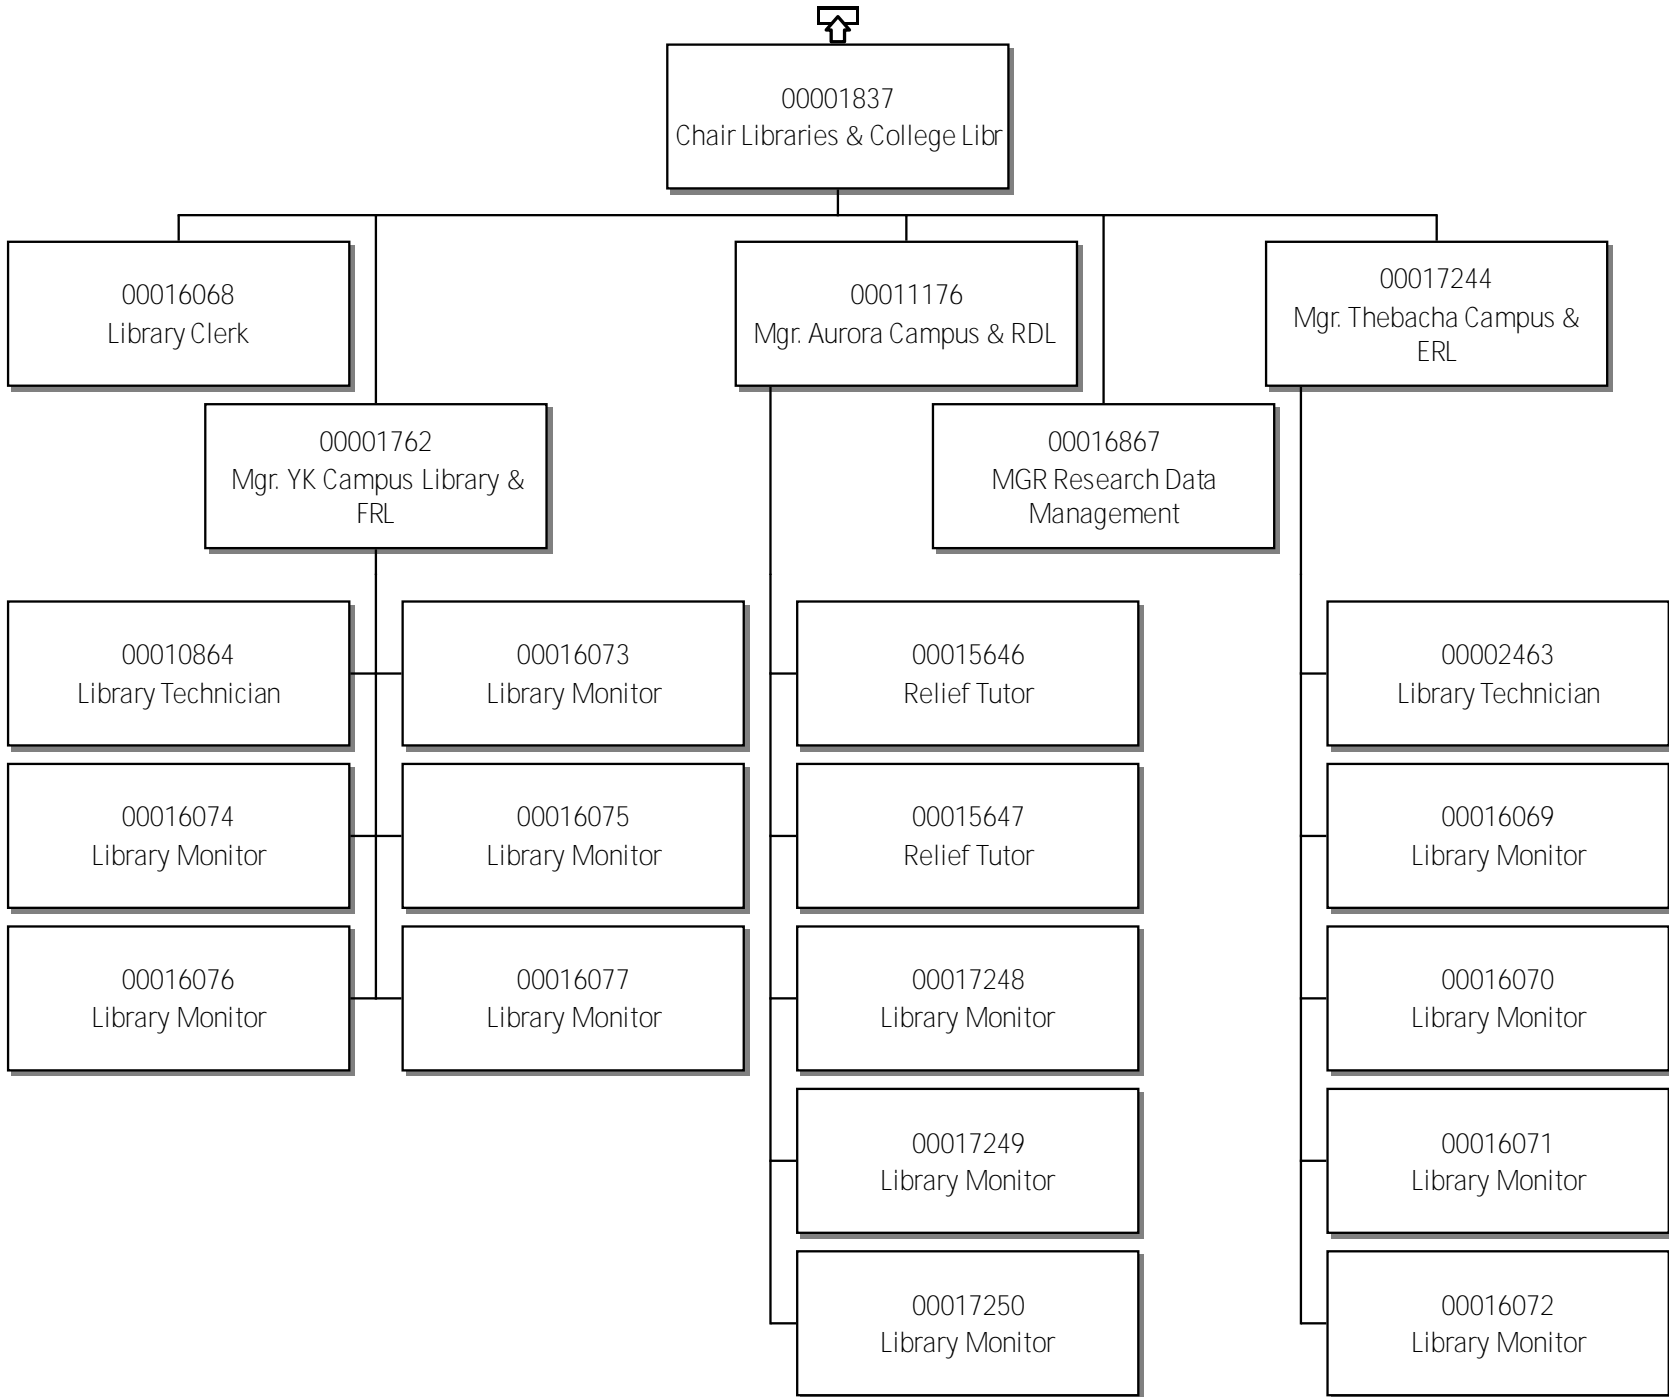 00001837
Chair Libraries & College Libr
00016068
Library Clerk
00011176
Mgr. Aurora Campus & RDL
00017244
Mgr. Thebacha Campus &
ERL
00001762
Mgr. YK Campus Library &
FRL
00016867
MGR Research Data
Management
00010864
Library Technician
00016073
Library Monitor
00015646
Relief Tutor
00002463
Library Technician
00016074
Library Monitor
00016075
Library Monitor
00015647
Relief Tutor
00016069
Library Monitor
00016076
Library Monitor
00016077
Library Monitor
00017248
Library Monitor
00016070
Library Monitor
00017249
Library Monitor
00016071
Library Monitor
00017250
Library Monitor
00016072
Library Monitor